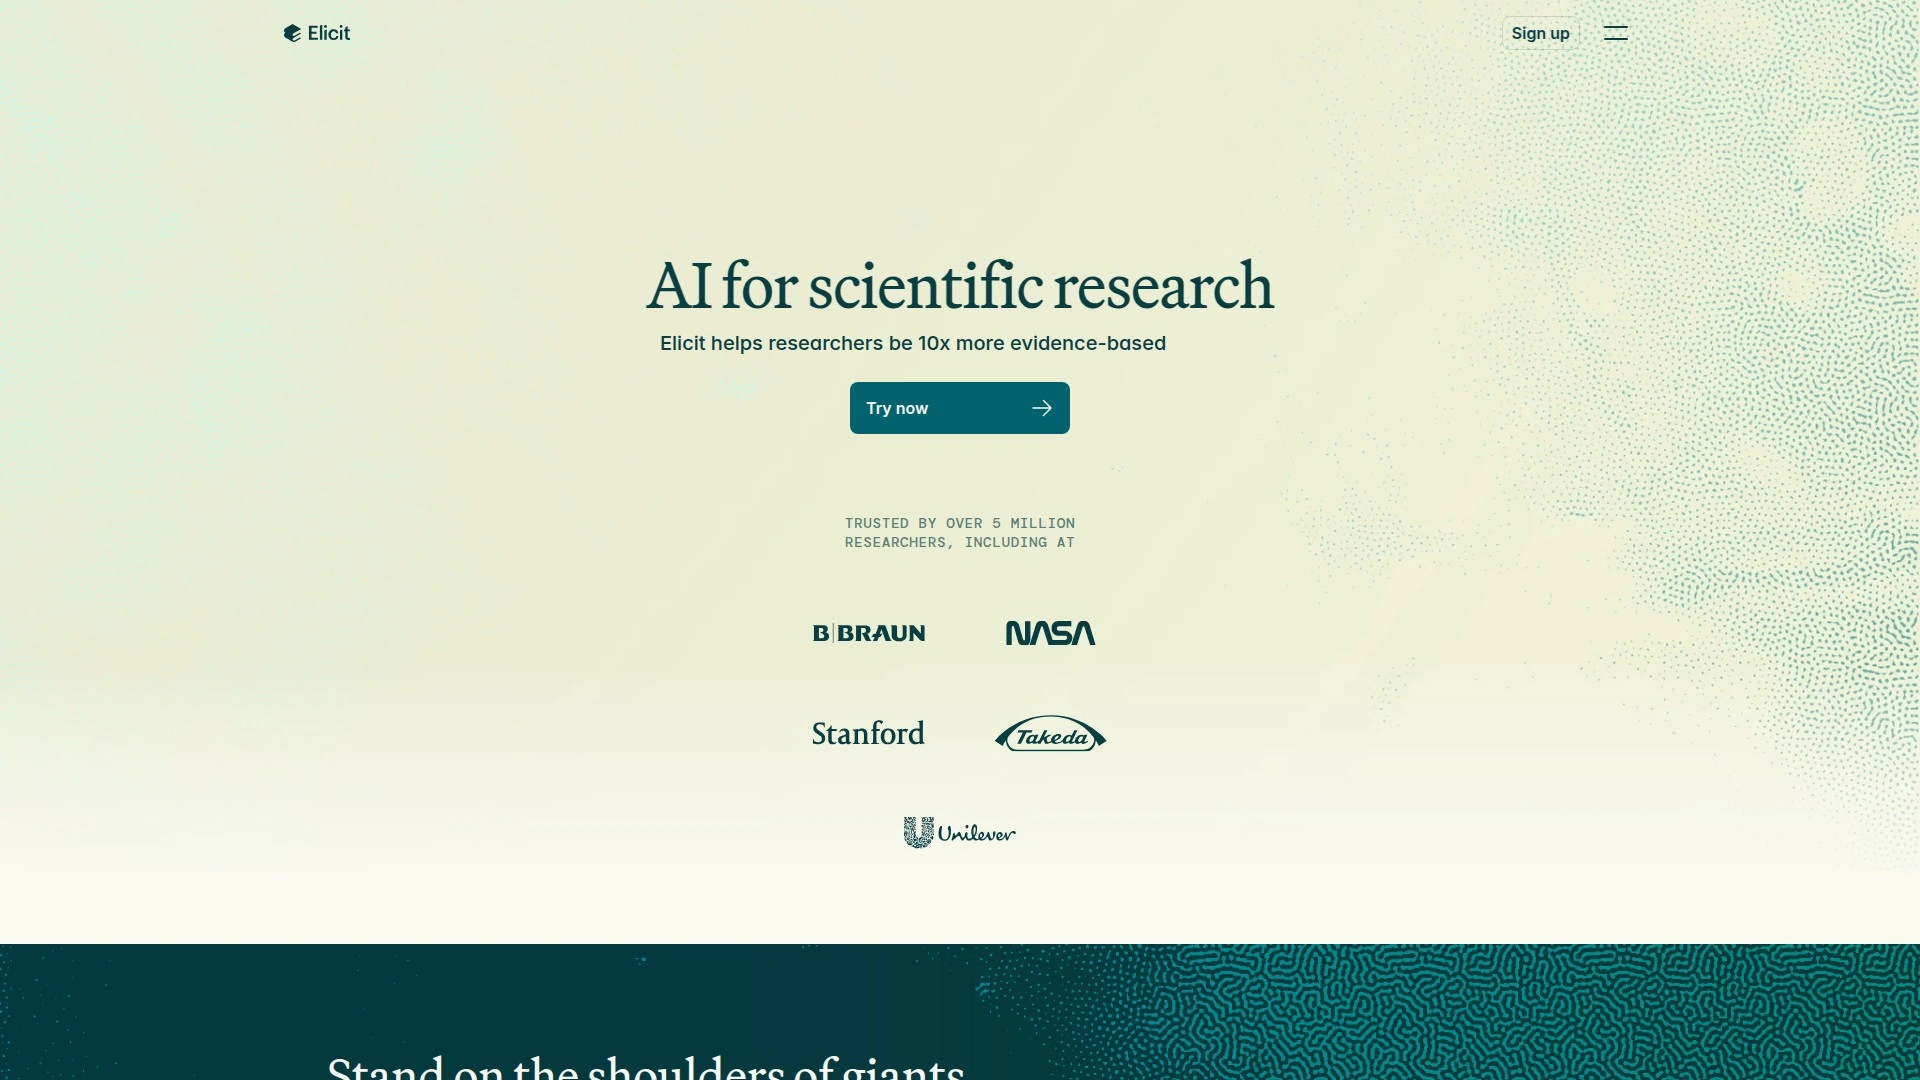 Elicit
Sign up
AI for scientific research
Elicit helps researchers be 10x more evidence-based
Try now
TRUSTED BY OVER 5 MILLION
RESEARCHERS, INCLUDING AT
B|BRAUN
NASA
Stanford
Takeda
Unilever
Stand on the shoulders of giants